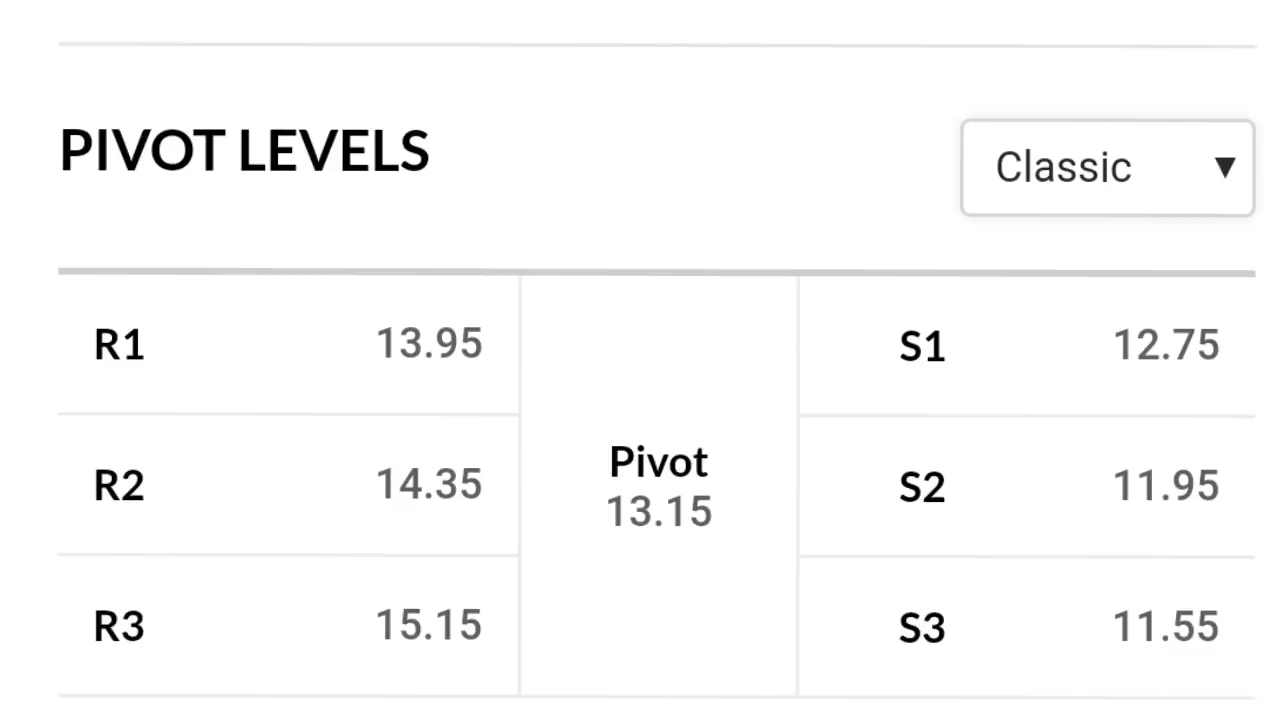 PIVOT LEVELS
Classic ▼
R1 13.95
S1 12.75
Pivot
13.15
R2 14.35
S2 11.95
R3 15.15
S3 11.55